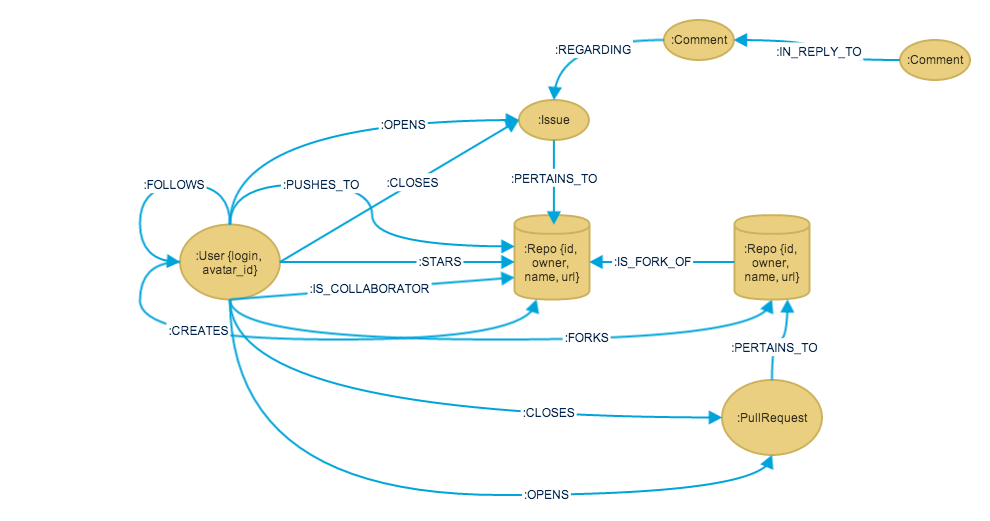 :Comment
:REGARDING
:IN_REPLY_TO
:Comment
:Issue
:OPENS
:FOLLOWS
:PUSHES_TO
:CLOSES
:PERTAINS_TO
:User {login,
avatar_id}
:STARS
:Repo {id,
owner,
name, url}
:IS_FORK_OF
:Repo {id,
owner,
name, url}
:IS_COLLABORATOR
:CREATES
:FORKS
:PERTAINS_TO
:CLOSES
:PullRequest
:OPENS